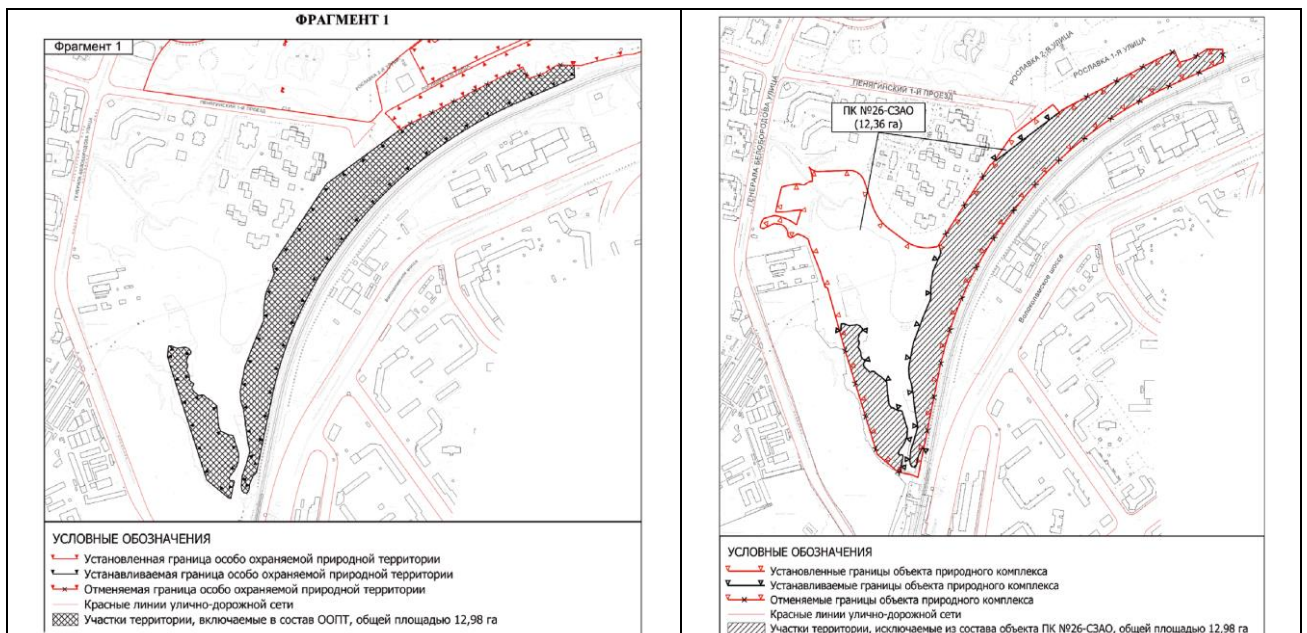 ФРАГМЕНТ 1
Фрагмент 1
ПЕНЯГИНСКИЙ 1-Й ПРОЕЗД
УСЛОВНЫЕ ОБОЗНАЧЕНИЯ
Установленная граница особо охраняемой природной территории
Устанавливаемая граница особо охраняемой природной территории
Отменяемая граница особо охраняемой природной территории
Красные линии улично-дорожной сети
Участки территории, включаемые в состав ООПТ, общей площадью 12,98 га
РОСЛАВКА 2-Я УЛИЦА
РОСЛАВКА 1-Я УЛИЦА
ПЕНЯГИНСКИЙ 1-Й ПРОЕЗД
ГЕНЕРАЛА БЕЛОБОРОДОВА УЛИЦА
ПК №26-СЗАО
(12,36 га)
Волоколамское шоссе
УСЛОВНЫЕ ОБОЗНАЧЕНИЯ
Установленные границы объекта природного комплекса
Устанавливаемые границы объекта природного комплекса
Отменяемые границы объекта природного комплекса
Красные линии улично-дорожной сети
Участки территории, исключаемые из состава объекта ПК №26-СЗАО, общей площадью 12,98 га